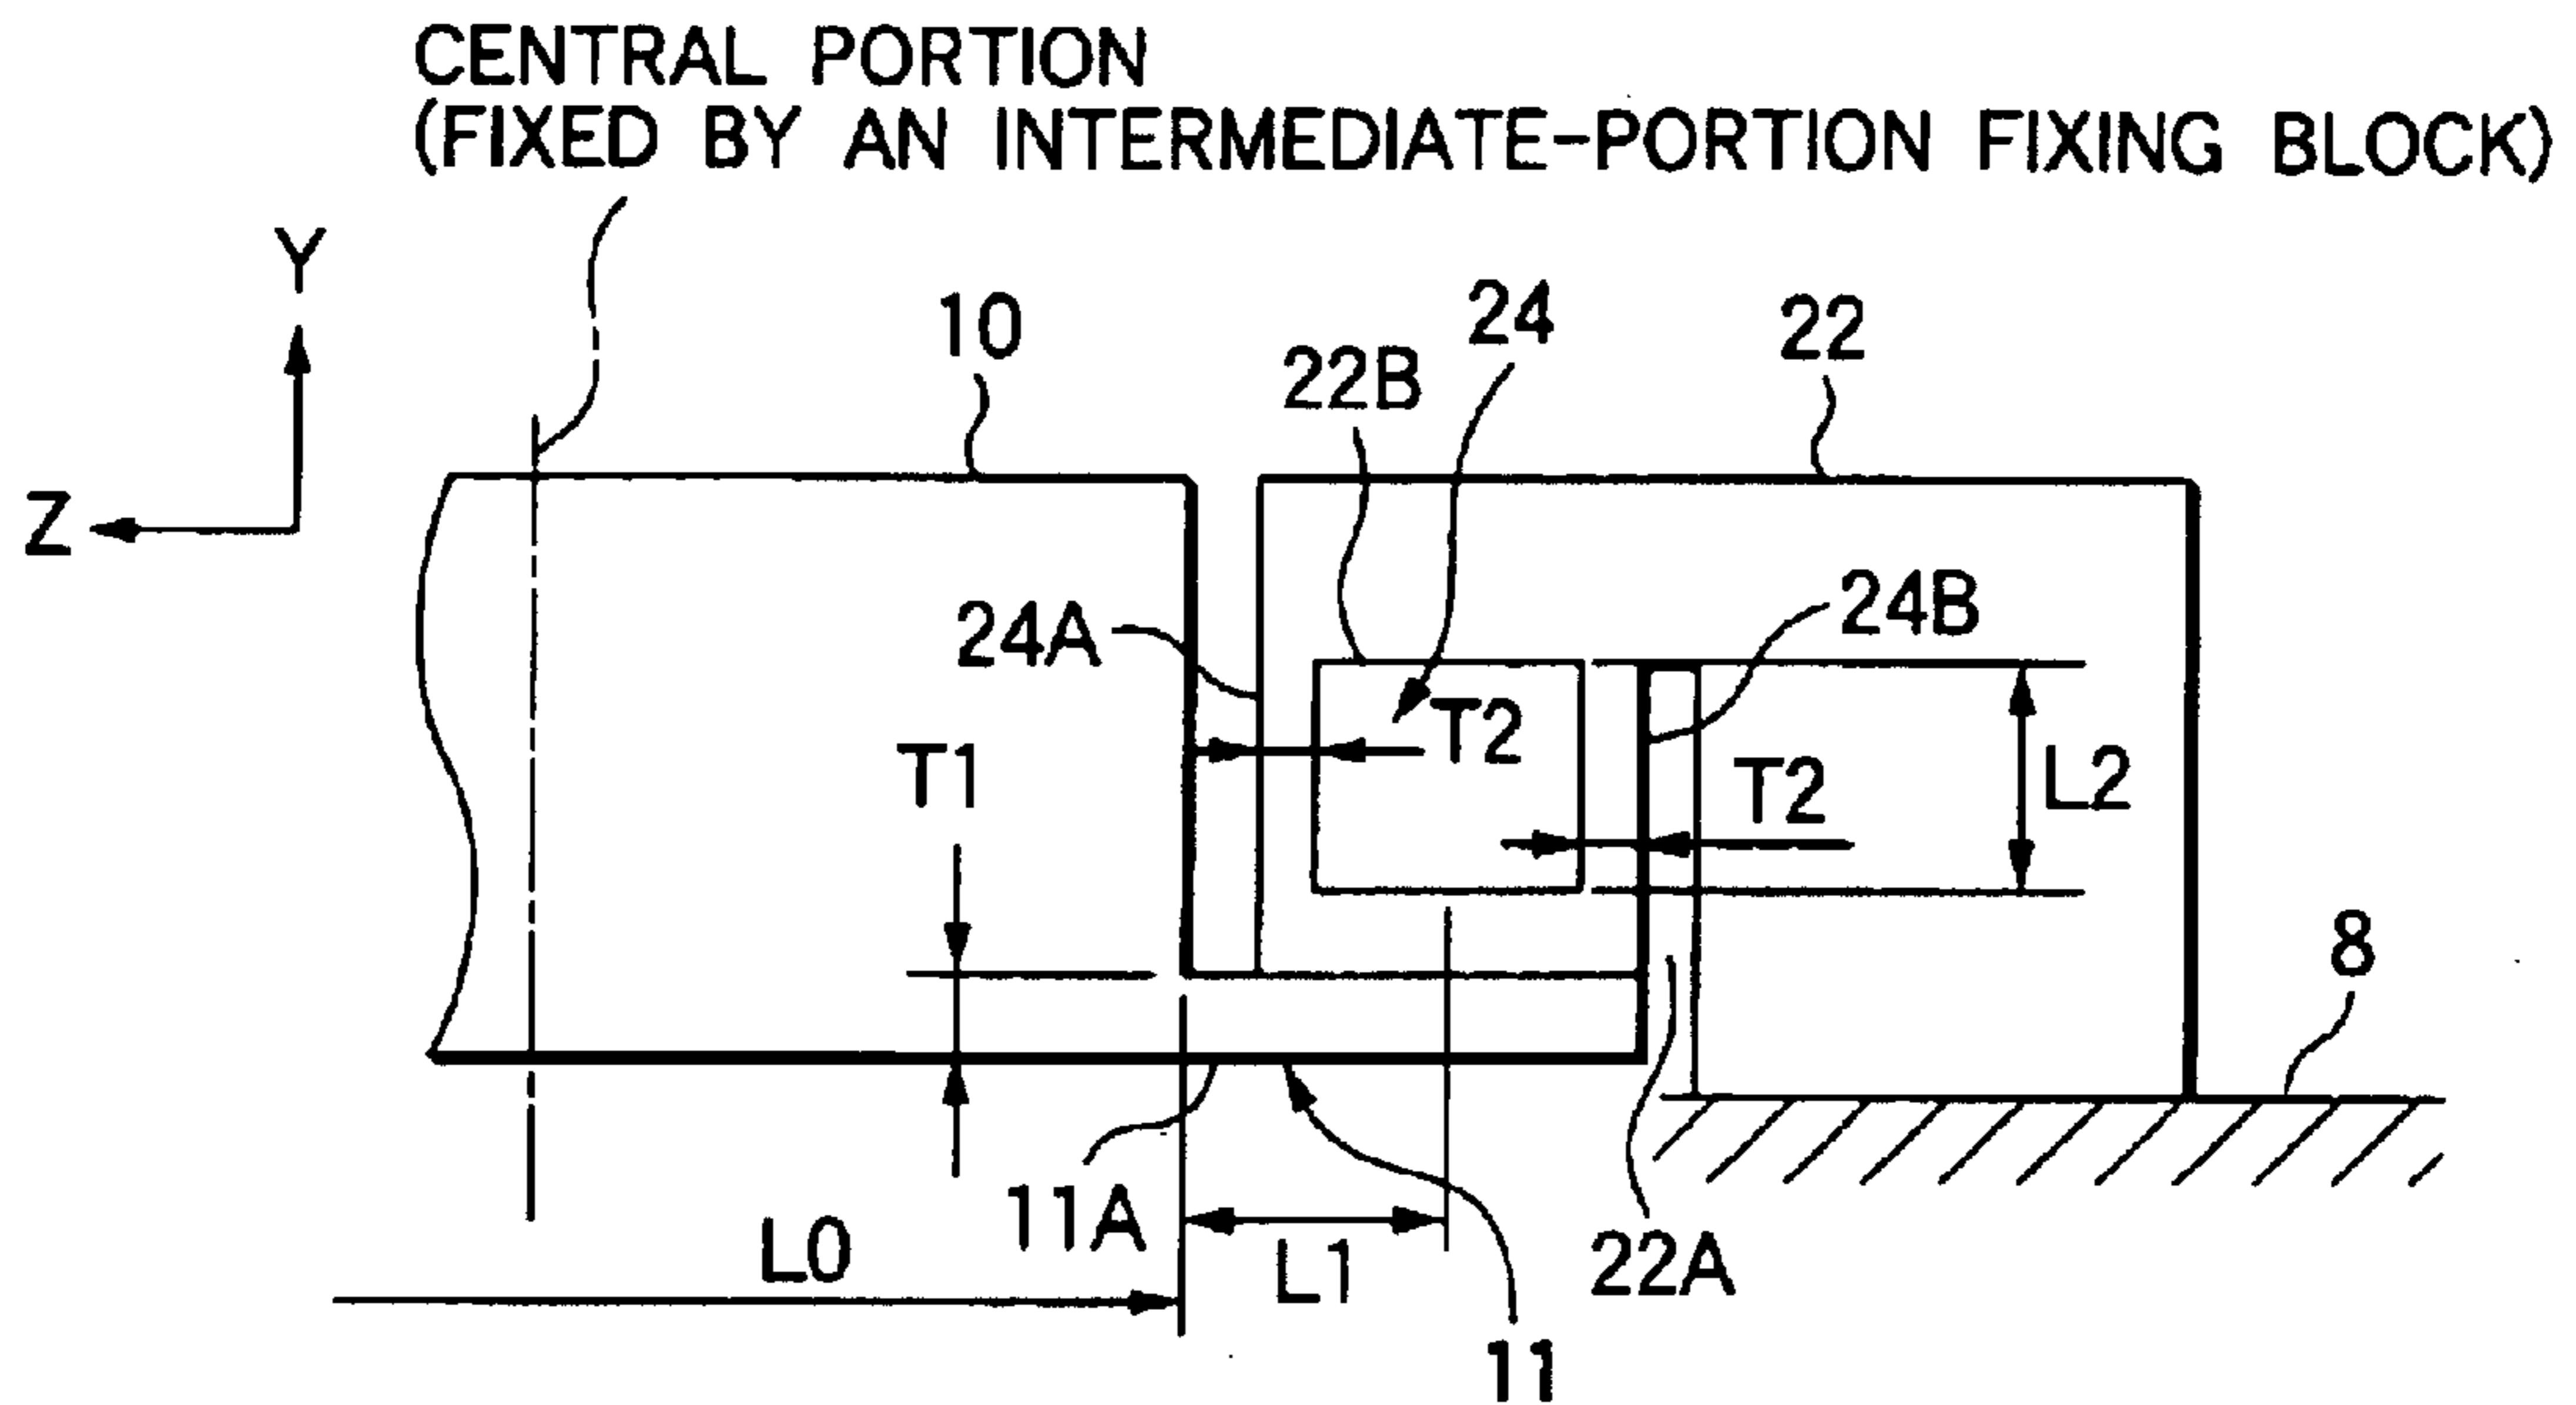 CENTRAL PORTION
(FIXED BY AN INTERMEDIATE-PORTION FIXING BLOCK)
Y
10
24
22
22B
Z
24A
24B
T1
T2
T2
L2
8
11A
L0
L1
22A
11